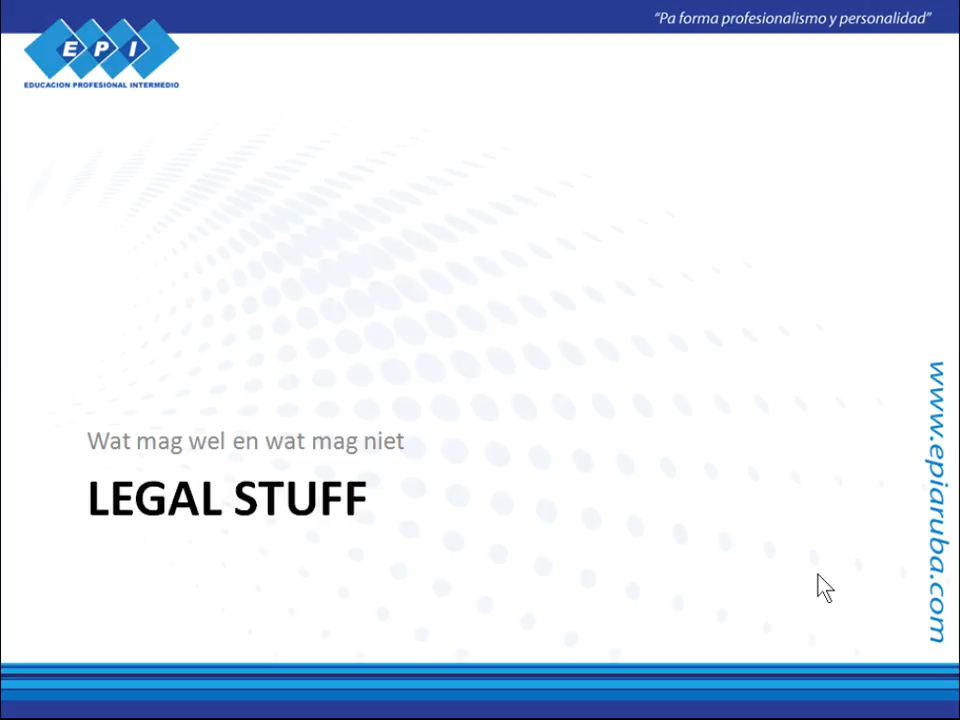 "Pa forma profesionalismo y personalidad"
E P I
EDUCACION PROFESIONAL INTERMEDIO
Wat mag wel en wat mag niet
LEGAL STUFF
www.epiaruba.com